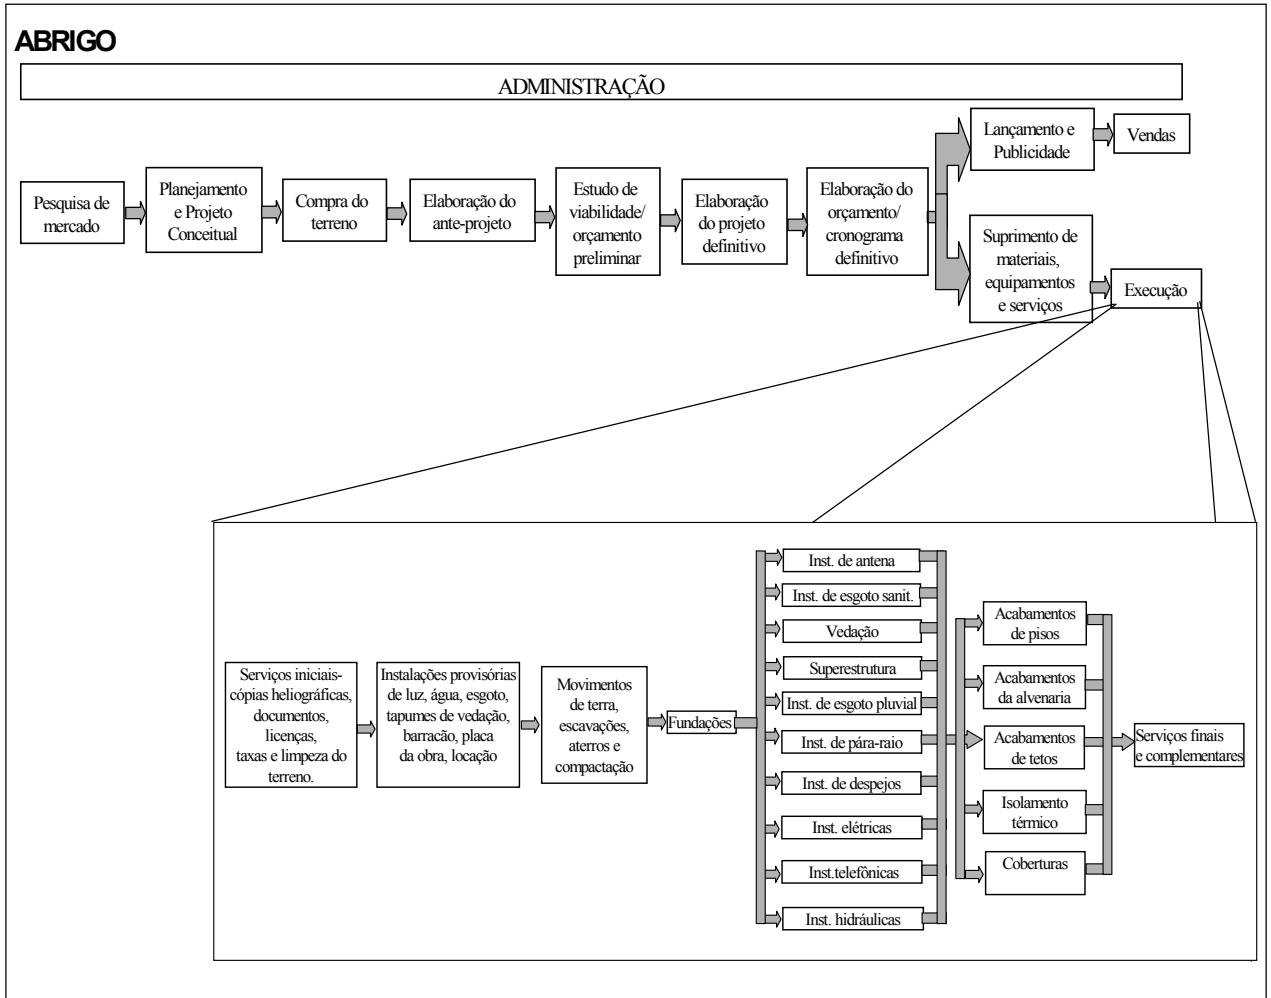 ABRIGO
ADMINISTRAÇÃO
Pesquisa de
mercado
Planejamento
e Projeto
Conceitual
Compra do
terreno
Elaboração do
ante-projeto
Estudo de
viabilidade/
orçamento
preliminar
Elaboração
do projeto
definitivo
Elaboração do
orçamento/
cronograma
definitivo
Lançamento e
Publicidade
Vendas
Suprimento de
materiais,
equipamentos
e serviços
Execução
Serviços iniciais-
cópias heliográficas,
documentos,
licenças,
taxas e limpeza do
terreno.
Instalações provisórias
de luz, água, esgoto,
tapumes de vedação,
barracão, placa
da obra, locação
Movimentos
de terra,
escavações,
aterros e
compactação
Fundações
Inst. de antena
Inst. de esgoto sanit.
Vedação
Superestrutura
Inst. de esgoto pluvial
Inst. de pára-raio
Inst. de despejos
Inst. elétricas
Inst.telefônicas
Inst. hidráulicas
Acabamentos
de pisos
Acabamentos
da alvenaria
Acabamentos
de tetos
Isolamento
térmico
Coberturas
Serviços finais
e complementares